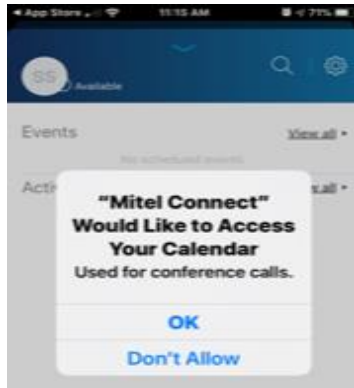 App Store
11:15 AM
71%
SS
Available
Events
View all
No scheduled events
Acti
"Mitel Connect"
Would Like to Access
Your Calendar
Used for conference calls.
OK
Don't Allow